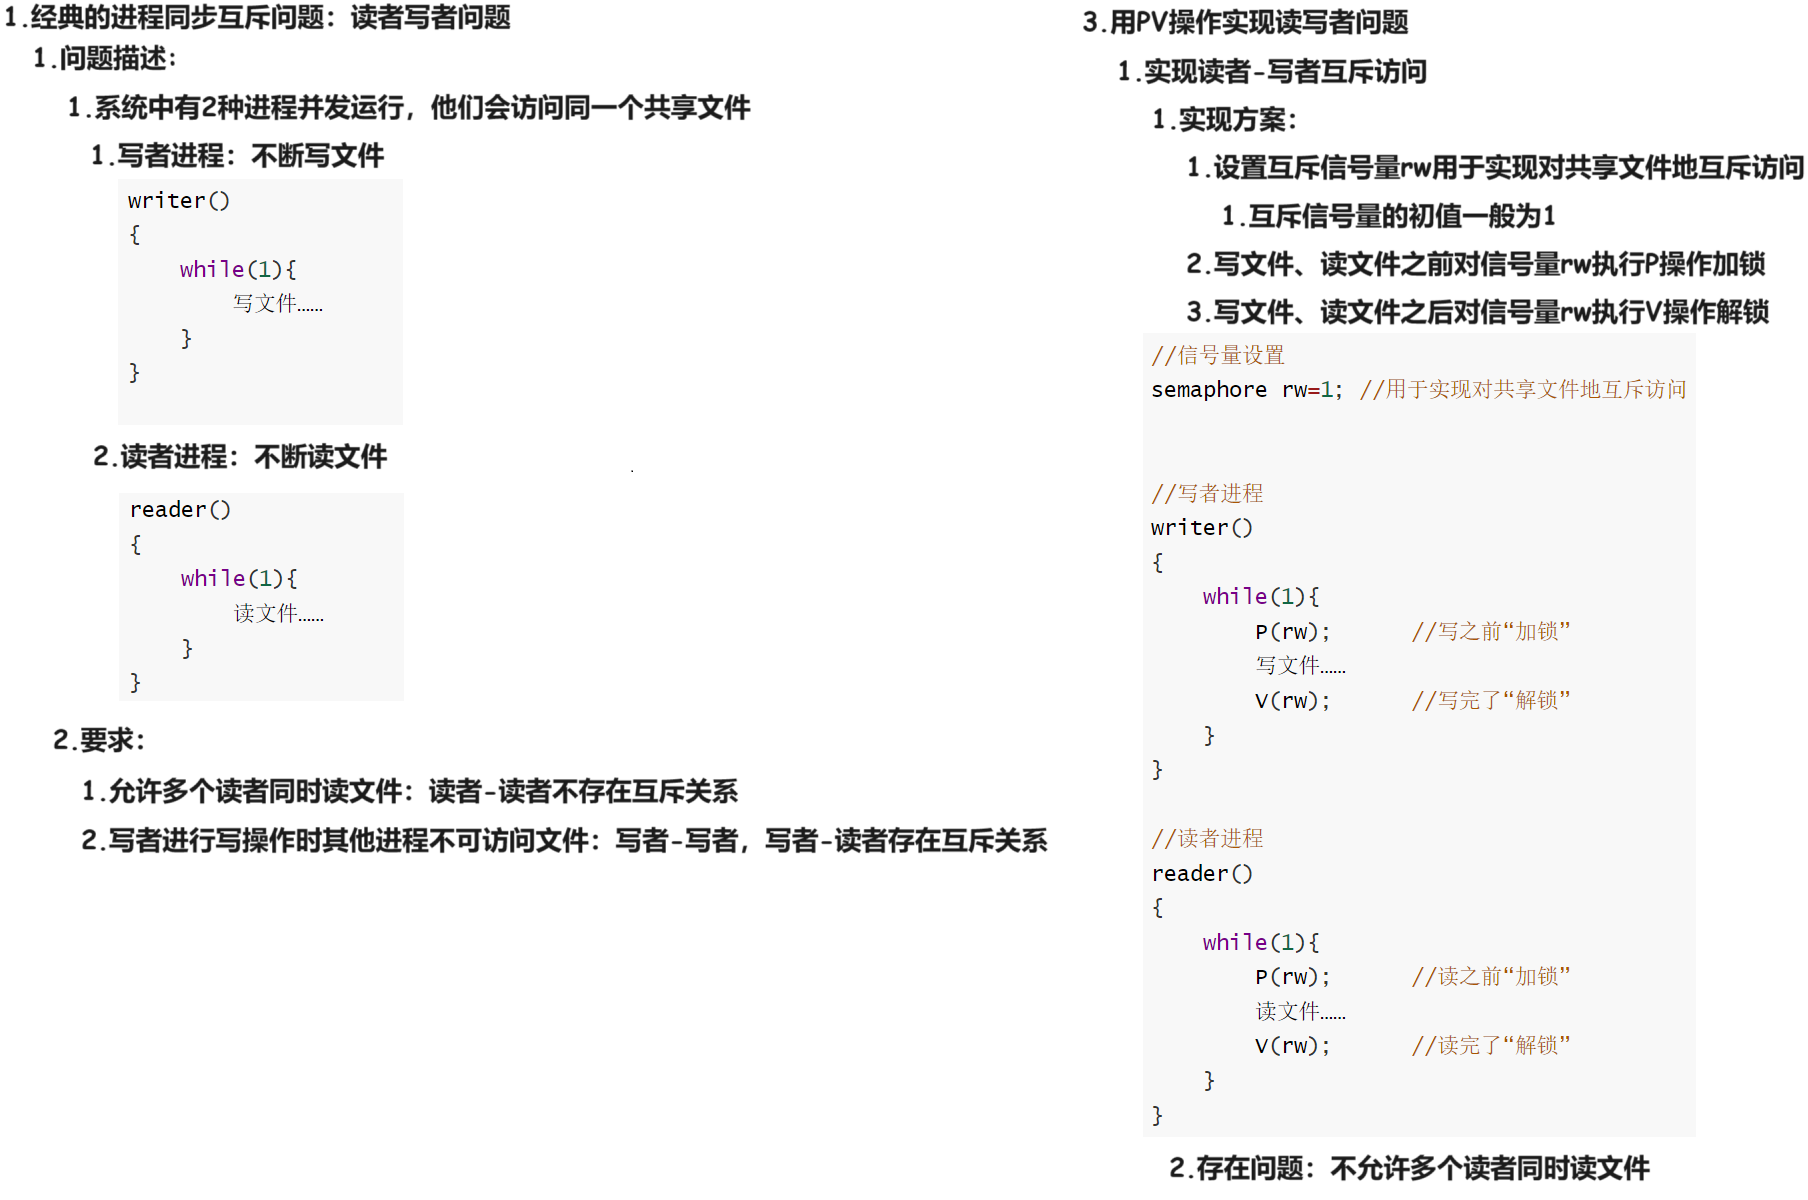 1.经典的进程同步互斥问题：读者写者问题
1.问题描述：
1.系统中有2种进程并发运行，他们会访问同一个共享文件
1.写者进程：不断写文件
writer()
{
    while(1){
        写文件……
    }
}
2.读者进程：不断读文件
reader()
{
    while(1){
        读文件……
    }
}
2.要求：
1.允许多个读者同时读文件：读者-读者不存在互斥关系
2.写者进行写操作时其他进程不可访问文件：写者-写者，写者-读者存在互斥关系
3.用PV操作实现读写者问题
1.实现读者-写者互斥访问
1.实现方案：
1.设置互斥信号量rw用于实现对共享文件地互斥访问
1.互斥信号量的初值一般为1
2.写文件、读文件之前对信号量rw执行P操作加锁
3.写文件、读文件之后对信号量rw执行V操作解锁
//信号量设置
semaphore rw=1; //用于实现对共享文件地互斥访问
//写者进程
writer()
{
    while(1){
        P(rw);      //写之前“加锁”
        写文件……
        V(rw);      //写完了“解锁”
    }
}
//读者进程
reader()
{
    while(1){
        P(rw);      //读之前“加锁”
        读文件……
        V(rw);      //读完了“解锁”
    }
}
2.存在问题：不允许多个读者同时读文件